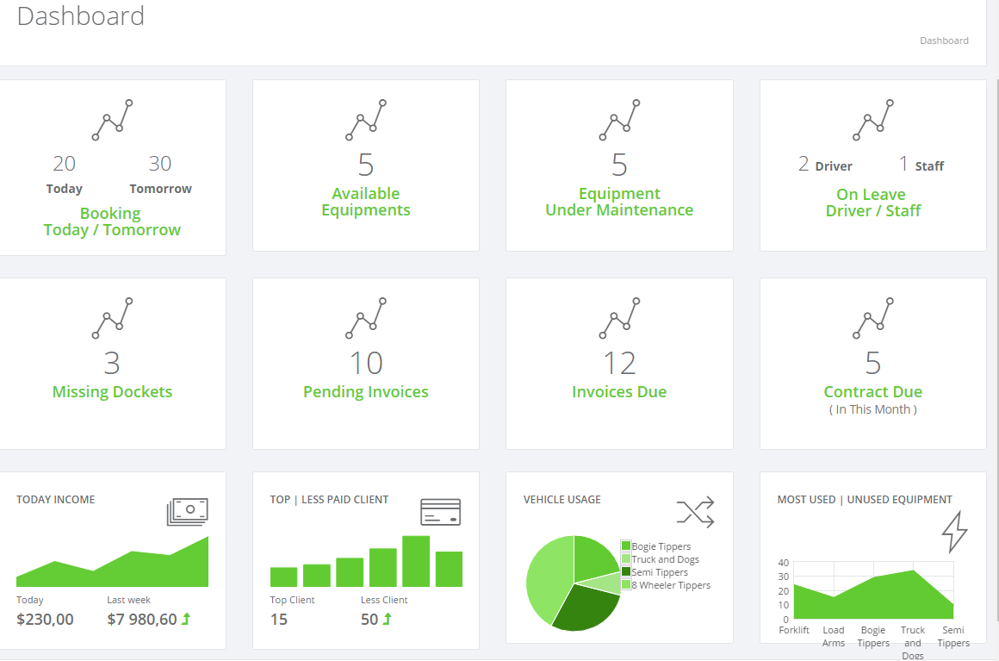 Dashboard
Dashboard
20 30
Today Tomorrow
Booking
Today / Tomorrow
5
Available
Equipments
5
Equipment
Under Maintenance
2 Driver 1 Staff
On Leave
Driver / Staff
3
Missing Dockets
10
Pending Invoices
12
Invoices Due
5
Contract Due
( In This Month )
TODAY INCOME
Today Last week
$230,00 $7 980,60
TOP | LESS PAID CLIENT
Top Client Less Client
15 50
VEHICLE USAGE
Bogie Tippers
Truck and Dogs
Semi Tippers
8 Wheeler Tippers
MOST USED | UNUSED EQUIPMENT
40
30
20
10
0
Forklift Load Bogie Truck Semi
Arms Tippers and Tippers
Dogs